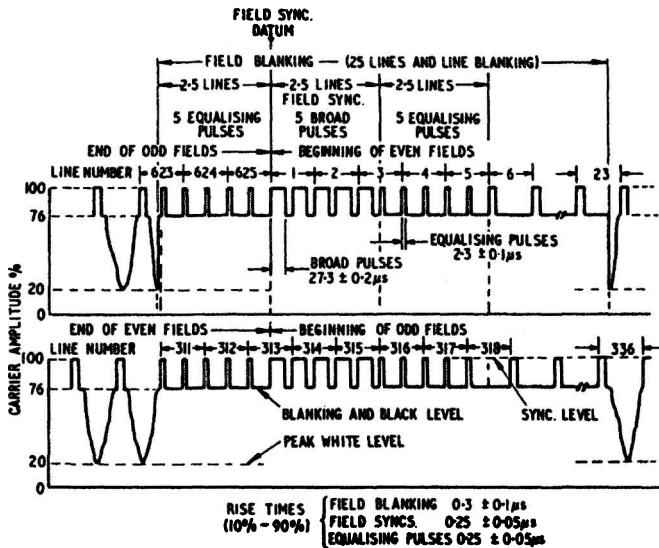 FIELD SYNC.
DATUM
FIELD BLANKING (25 LINES AND LINE BLANKING)
2·5 LINES 2·5 LINES 2·5 LINES
FIELD SYNC.
5 EQUALISING PULSES 5 BROAD PULSES 5 EQUALISING PULSES
END OF ODD FIELDS BEGINNING OF EVEN FIELDS
LINE NUMBER 623 624 625 1 2 3 4 5 6 23
100
76
20
0
EQUALISING PULSES
2·3 ± 0·1µs
BROAD PULSES
27·3 ± 0·2µs
CARRIER AMPLITUDE %
END OF EVEN FIELDS BEGINNING OF ODD FIELDS
LINE NUMBER 311 312 313 314 315 316 317 318 336
100
76
20
0
BLANKING AND BLACK LEVEL
SYNC. LEVEL
PEAK WHITE LEVEL
RISE TIMES
(10%–90%)
FIELD BLANKING 0·3 ± 0·1µs
FIELD SYNCS. 0·25 ± 0·05µs
EQUALISING PULSES 0·25 ± 0·05µs